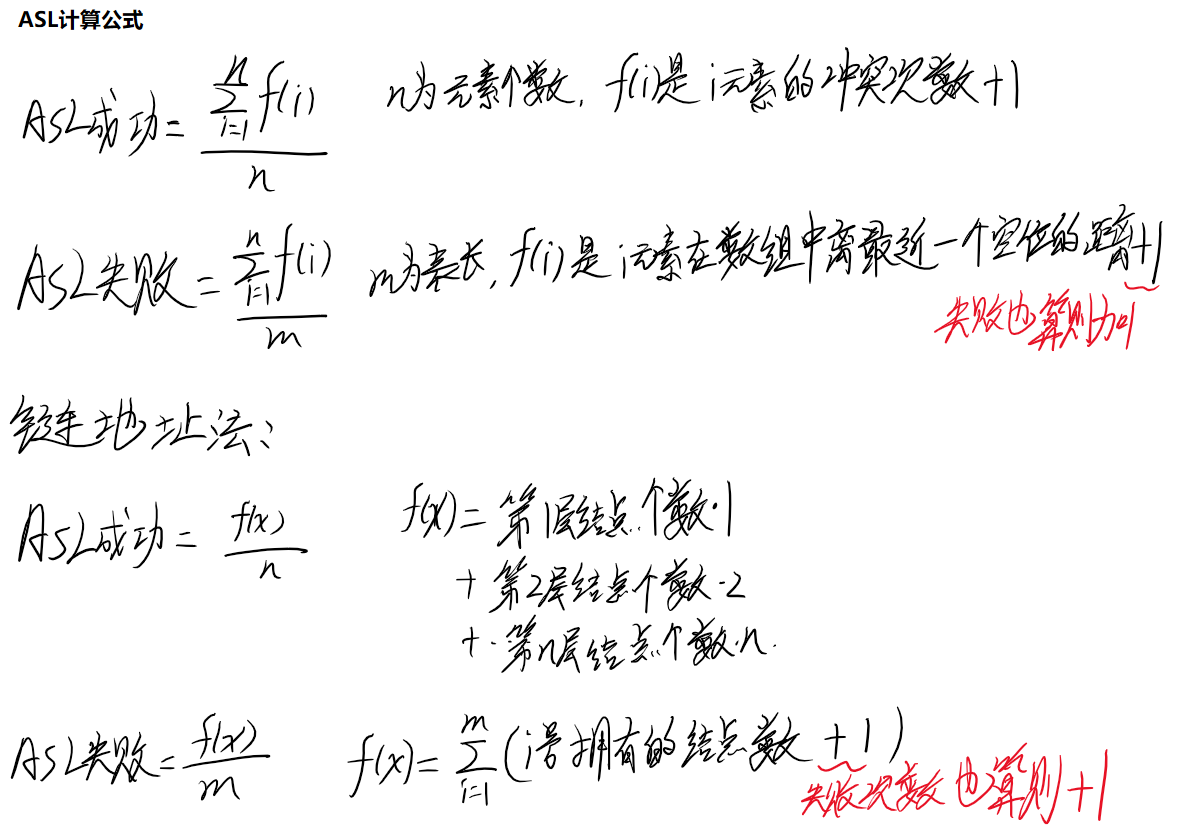 ASL计算公式
ASL成功 = \frac{\sum_{i=1}^{n} f(i)}{n} n为元素个数, f(i)是i元素的冲突次数+1
ASL失败 = \frac{\sum_{i=1}^{n} f(i)}{m} m为表长, f(i)是i元素在数组中离最近一个空位的距离+1
失败也算则加1
链地址法:
ASL成功 = \frac{f(x)}{n} f(x) = 第1层结点个数·1
+ 第2层结点个数·2
+·第n层结点个数·n.
ASL失败 = \frac{f(x)}{m} f(x) = \sum_{i=1}^{m} (i号拥有的结点数 + 1)
失败次数也算则+1